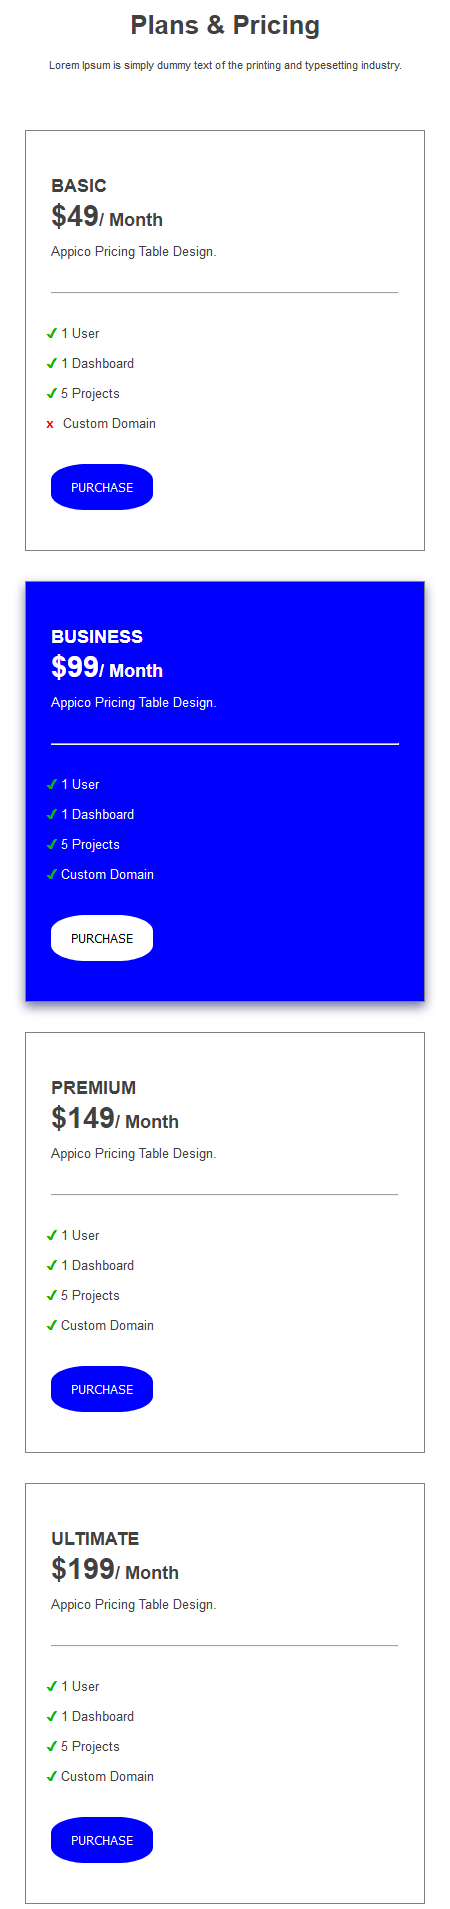 Plans & Pricing
Lorem Ipsum is simply dummy text of the printing and typesetting industry.
BASIC
$49/ Month
Appico Pricing Table Design.
✔ 1 User
✔ 1 Dashboard
✔ 5 Projects
x Custom Domain
PURCHASE
BUSINESS
$99/ Month
Appico Pricing Table Design.
✔ 1 User
✔ 1 Dashboard
✔ 5 Projects
✔ Custom Domain
PURCHASE
PREMIUM
$149/ Month
Appico Pricing Table Design.
✔ 1 User
✔ 1 Dashboard
✔ 5 Projects
✔ Custom Domain
PURCHASE
ULTIMATE
$199/ Month
Appico Pricing Table Design.
✔ 1 User
✔ 1 Dashboard
✔ 5 Projects
✔ Custom Domain
PURCHASE